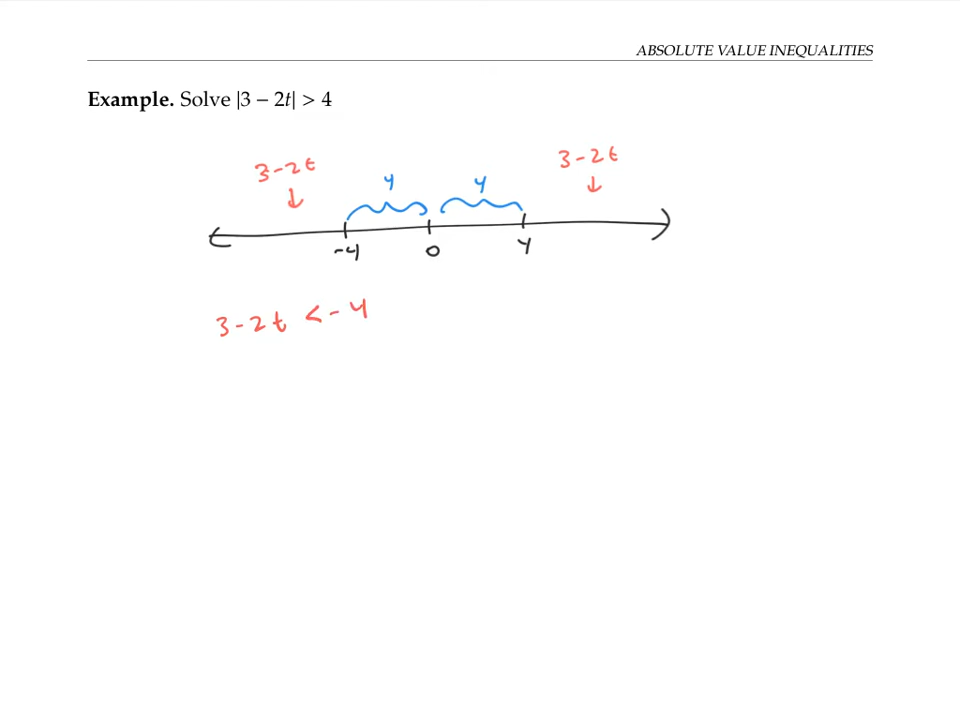 ABSOLUTE VALUE INEQUALITIES
Example. Solve |3 − 2t| > 4
3-2t 4 4 3-2t
-4 0 4
3-2t < -4